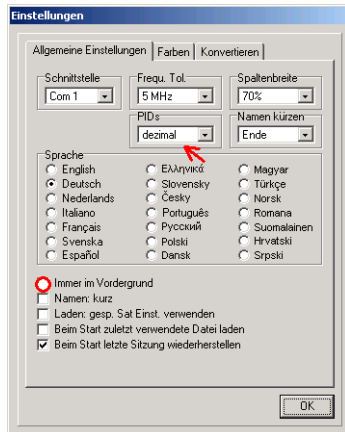 Einstellungen
Allgemeine Einstellungen Farben Konvertieren
Schnittstelle Frequ. Tol. Spaltenbreite
Com 1 5 MHz 70%
PIDs Namen kürzen
dezimal Ende
Sprache
English Ελληνικά Magyar
Deutsch Slovensky Türkçe
Nederlands Česky Norsk
Italiano Português Romana
Français Русский Suomalainen
Svenska Polski Hrvatski
Español Dansk Srpski
Immer im Vordergrund
Namen: kurz
Laden: gesp. Sat Einst. verwenden
Beim Start zuletzt verwendete Datei laden
Beim Start letzte Sitzung wiederherstellen
OK